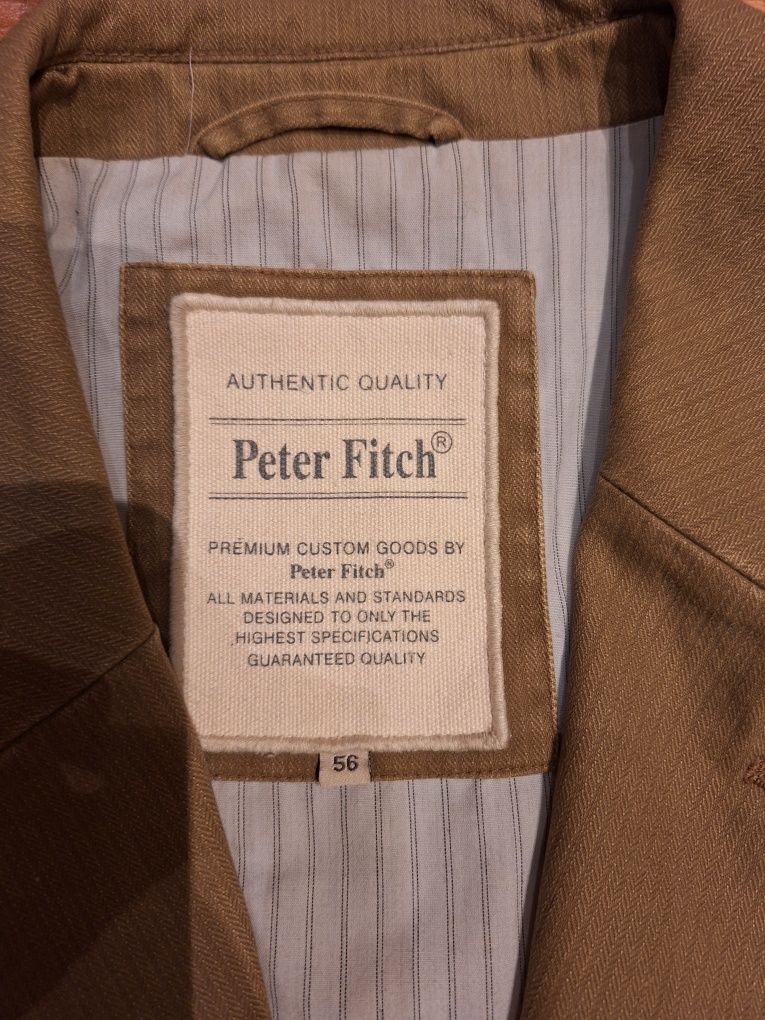 AUTHENTIC QUALITY
Peter Fitch®
PREMIUM CUSTOM GOODS BY
Peter Fitch®
ALL MATERIALS AND STANDARDS
DESIGNED TO ONLY THE
HIGHEST SPECIFICATIONS
GUARANTEED QUALITY
56